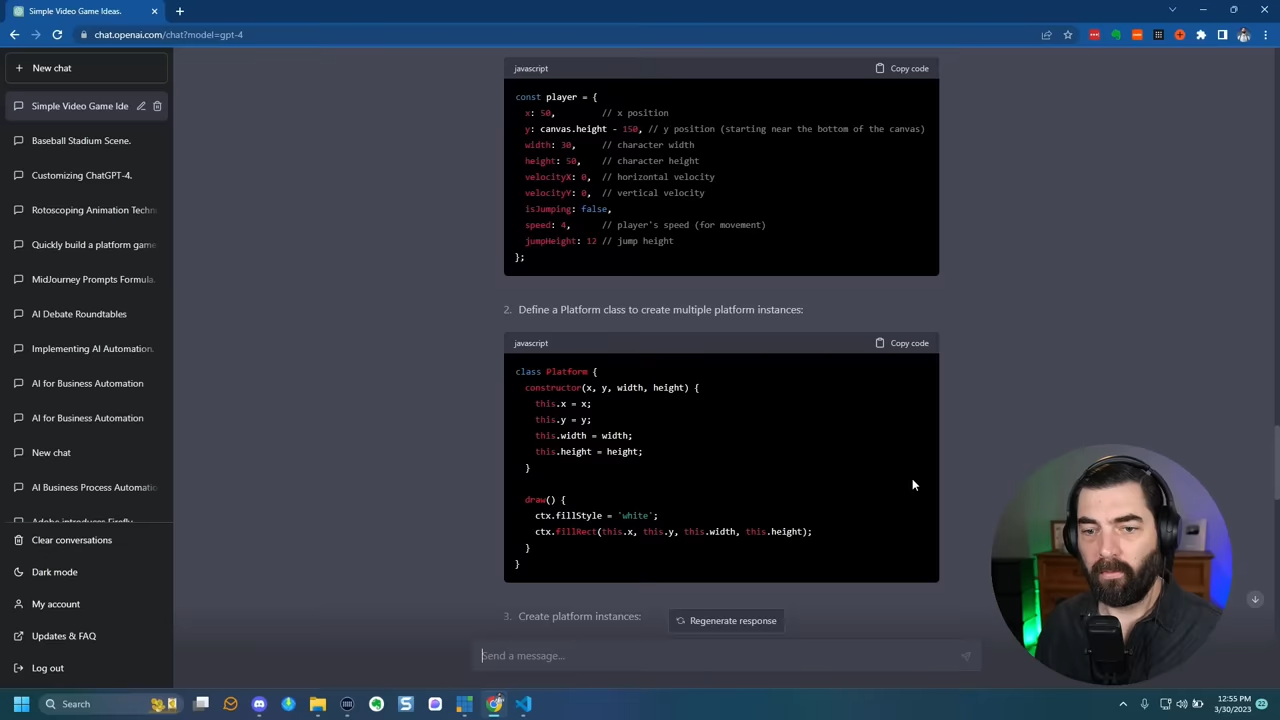 Simple Video Game Ideas.
chat.openai.com/chat?model=gpt-4
New chat
Simple Video Game Ide
Baseball Stadium Scene.
Customizing ChatGPT-4.
Rotoscoping Animation Techn
Quickly build a platform game
MidJourney Prompts Formula.
AI Debate Roundtables
Implementing AI Automation.
AI for Business Automation
AI for Business Automation
New chat
AI Business Process Automatio
Adobe introduces Firefly
Clear conversations
Dark mode
My account
Updates & FAQ
Log out
javascript
Copy code
const player = {
x: 50, // x position
y: canvas.height - 150, // y position (starting near the bottom of the canvas)
width: 30, // character width
height: 50, // character height
velocityX: 0, // horizontal velocity
velocityY: 0, // vertical velocity
isJumping: false,
speed: 4, // player's speed (for movement)
jumpHeight: 12 // jump height
};
2. Define a Platform class to create multiple platform instances:
javascript
Copy code
class Platform {
constructor(x, y, width, height) {
this.x = x;
this.y = y;
this.width = width;
this.height = height;
}
draw() {
ctx.fillStyle = 'white';
ctx.fillRect(this.x, this.y, this.width, this.height);
}
}
3. Create platform instances:
Regenerate response
Send a message...
Search
12:55 PM
3/30/2023